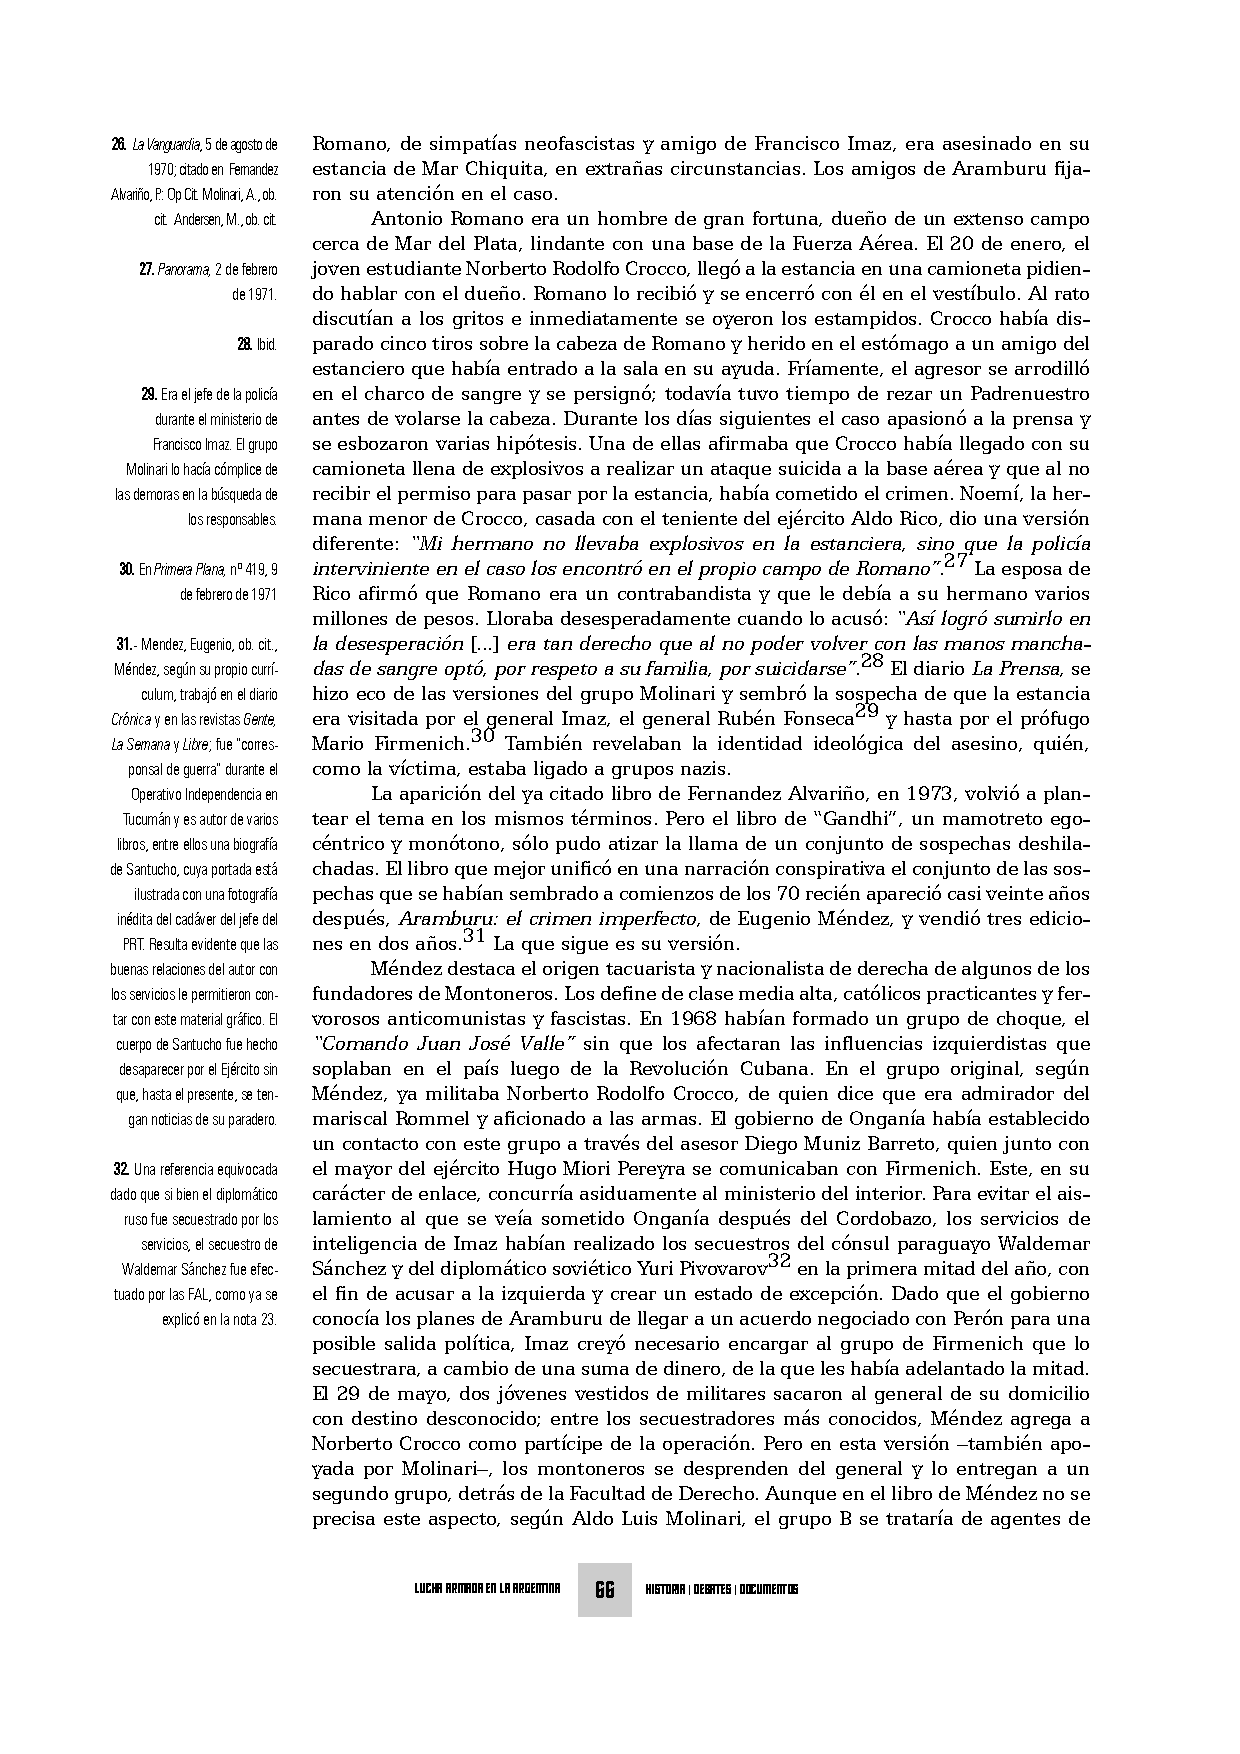 26. La Vanguardia, 5 de agosto de
1970; citado en Fernandez
Alvariño, P.: Op Cit. Molinari, A., ob.
cit. Andersen, M., ob. cit.
27. Panorama, 2 de febrero
de 1971.
28. Ibid.
29. Era el jefe de la policía
durante el ministerio de
Francisco Imaz. El grupo
Molinari lo hacía cómplice de
las demoras en la búsqueda de
los responsables.
30. En Primera Plana, nº 419, 9
de febrero de 1971
31.- Mendez, Eugenio, ob. cit.,
Méndez, según su propio currí-
culum, trabajó en el diario
Crónica y en las revistas Gente,
La Semana y Libre; fue "corres-
ponsal de guerra" durante el
Operativo Independencia en
Tucumán y es autor de varios
libros, entre ellos una biografía
de Santucho, cuya portada está
ilustrada con una fotografía
inédita del cadáver del jefe del
PRT. Resulta evidente que las
buenas relaciones del autor con
los servicios le permitieron con-
tar con este material gráfico. El
cuerpo de Santucho fue hecho
desaparecer por el Ejército sin
que, hasta el presente, se ten-
gan noticias de su paradero.
32. Una referencia equivocada
dado que si bien el diplomático
ruso fue secuestrado por los
servicios, el secuestro de
Waldemar Sánchez fue efec-
tuado por las FAL, como ya se
explicó en la nota 23.
Romano, de simpatías neofascistas y amigo de Francisco Imaz, era asesinado en su
estancia de Mar Chiquita, en extrañas circunstancias. Los amigos de Aramburu fija-
ron su atención en el caso.
Antonio Romano era un hombre de gran fortuna, dueño de un extenso campo
cerca de Mar del Plata, lindante con una base de la Fuerza Aérea. El 20 de enero, el
joven estudiante Norberto Rodolfo Crocco, llegó a la estancia en una camioneta pidien-
do hablar con el dueño. Romano lo recibió y se encerró con él en el vestíbulo. Al rato
discutían a los gritos e inmediatamente se oyeron los estampidos. Crocco había dis-
parado cinco tiros sobre la cabeza de Romano y herido en el estómago a un amigo del
estanciero que había entrado a la sala en su ayuda. Fríamente, el agresor se arrodilló
en el charco de sangre y se persignó; todavía tuvo tiempo de rezar un Padrenuestro
antes de volarse la cabeza. Durante los días siguientes el caso apasionó a la prensa y
se esbozaron varias hipótesis. Una de ellas afirmaba que Crocco había llegado con su
camioneta llena de explosivos a realizar un ataque suicida a la base aérea y que al no
recibir el permiso para pasar por la estancia, había cometido el crimen. Noemí, la her-
mana menor de Crocco, casada con el teniente del ejército Aldo Rico, dio una versión
diferente: "Mi hermano no llevaba explosivos en la estanciera, sino que la policía
interviniente en el caso los encontró en el propio campo de Romano".27 La esposa de
Rico afirmó que Romano era un contrabandista y que le debía a su hermano varios
millones de pesos. Lloraba desesperadamente cuando lo acusó: "Así logró sumirlo en
la desesperación [...] era tan derecho que al no poder volver con las manos mancha-
das de sangre optó, por respeto a su familia, por suicidarse".28 El diario La Prensa, se
hizo eco de las versiones del grupo Molinari y sembró la sospecha de que la estancia
era visitada por el general Imaz, el general Rubén Fonseca29 y hasta por el prófugo
Mario Firmenich.30 También revelaban la identidad ideológica del asesino, quién,
como la víctima, estaba ligado a grupos nazis.
La aparición del ya citado libro de Fernandez Alvariño, en 1973, volvió a plan-
tear el tema en los mismos términos. Pero el libro de "Gandhi", un mamotreto ego-
céntrico y monótono, sólo pudo atizar la llama de un conjunto de sospechas deshila-
chadas. El libro que mejor unificó en una narración conspirativa el conjunto de las sos-
pechas que se habían sembrado a comienzos de los 70 recién apareció casi veinte años
después, Aramburu: el crimen imperfecto, de Eugenio Méndez, y vendió tres edicio-
nes en dos años.31 La que sigue es su versión.
Méndez destaca el origen tacuarista y nacionalista de derecha de algunos de los
fundadores de Montoneros. Los define de clase media alta, católicos practicantes y fer-
vorosos anticomunistas y fascistas. En 1968 habían formado un grupo de choque, el
"Comando Juan José Valle" sin que los afectaran las influencias izquierdistas que
soplaban en el país luego de la Revolución Cubana. En el grupo original, según
Méndez, ya militaba Norberto Rodolfo Crocco, de quien dice que era admirador del
mariscal Rommel y aficionado a las armas. El gobierno de Onganía había establecido
un contacto con este grupo a través del asesor Diego Muniz Barreto, quien junto con
el mayor del ejército Hugo Miori Pereyra se comunicaban con Firmenich. Este, en su
carácter de enlace, concurría asiduamente al ministerio del interior. Para evitar el ais-
lamiento al que se veía sometido Onganía después del Cordobazo, los servicios de
inteligencia de Imaz habían realizado los secuestros del cónsul paraguayo Waldemar
Sánchez y del diplomático soviético Yuri Pivovarov32 en la primera mitad del año, con
el fin de acusar a la izquierda y crear un estado de excepción. Dado que el gobierno
conocía los planes de Aramburu de llegar a un acuerdo negociado con Perón para una
posible salida política, Imaz creyó necesario encargar al grupo de Firmenich que lo
secuestrara, a cambio de una suma de dinero, de la que les había adelantado la mitad.
El 29 de mayo, dos jóvenes vestidos de militares sacaron al general de su domicilio
con destino desconocido; entre los secuestradores más conocidos, Méndez agrega a
Norberto Crocco como partícipe de la operación. Pero en esta versión –también apo-
yada por Molinari–, los montoneros se desprenden del general y lo entregan a un
segundo grupo, detrás de la Facultad de Derecho. Aunque en el libro de Méndez no se
precisa este aspecto, según Aldo Luis Molinari, el grupo B se trataría de agentes de
LUCHA ARMADA EN LA ARGENTINA 66 HISTORIA | DEBATES | DOCUMENTOS